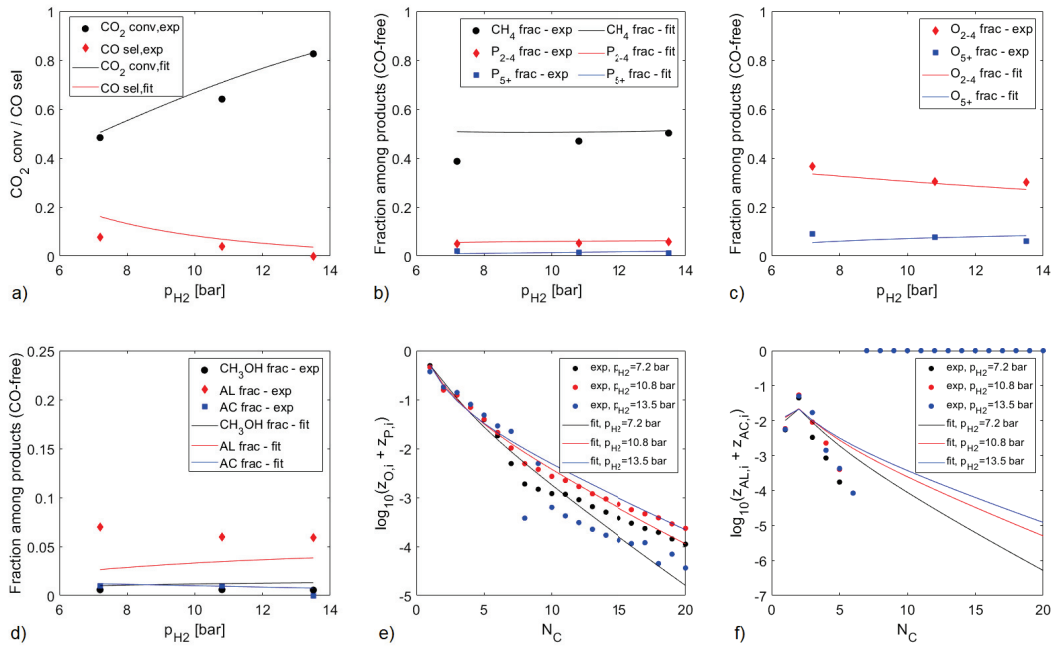 1
0.8
0.6
0.4
0.2
0
6 8 10 12 14
CO2 conv / CO sel
pH2 [bar]
CO2 conv,exp
CO sel,exp
CO2 conv,fit
CO sel,fit
a)
1
0.8
0.6
0.4
0.2
0
6 8 10 12 14
Fraction among products (CO-free)
pH2 [bar]
CH4 frac - exp
P2-4 frac - exp
P5+ frac - exp
CH4 frac - fit
P2-4 frac - fit
P5+ frac - fit
b)
1
0.8
0.6
0.4
0.2
0
6 8 10 12 14
Fraction among products (CO-free)
pH2 [bar]
O2-4 frac - exp
O5+ frac - exp
O2-4 frac - fit
O5+ frac - fit
c)
0.25
0.2
0.15
0.1
0.05
0
6 8 10 12 14
Fraction among products (CO-free)
pH2 [bar]
CH3OH frac - exp
AL frac - exp
AC frac - exp
CH3OH frac - fit
AL frac - fit
AC frac - fit
d)
0
-1
-2
-3
-4
-5
0 5 10 15 20
log10(zO,i + zP,i)
NC
exp, pH2=7.2 bar
exp, pH2=10.8 bar
exp, pH2=13.5 bar
fit, pH2=7.2 bar
fit, pH2=10.8 bar
fit, pH2=13.5 bar
e)
0
-1
-2
-3
-4
-5
-6
-7
0 5 10 15 20
log10(zAL,i + zAC,i)
NC
exp, pH2=7.2 bar
exp, pH2=10.8 bar
exp, pH2=13.5 bar
fit, pH2=7.2 bar
fit, pH2=10.8 bar
fit, pH2=13.5 bar
f)